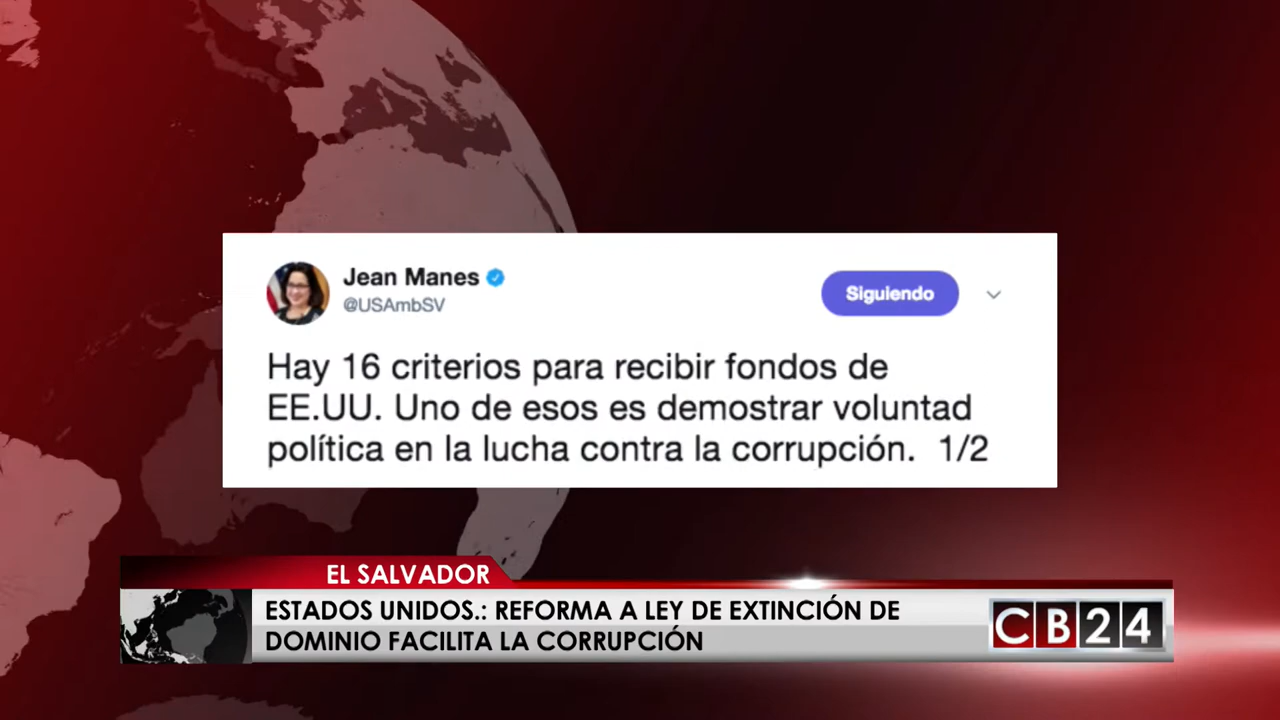 Jean Manes
@USAmbSV
Siguiendo
Hay 16 criterios para recibir fondos de
EE.UU. Uno de esos es demostrar voluntad
política en la lucha contra la corrupción. 1/2
EL SALVADOR
ESTADOS UNIDOS.: REFORMA A LEY DE EXTINCIÓN DE
DOMINIO FACILITA LA CORRUPCIÓN
CB24